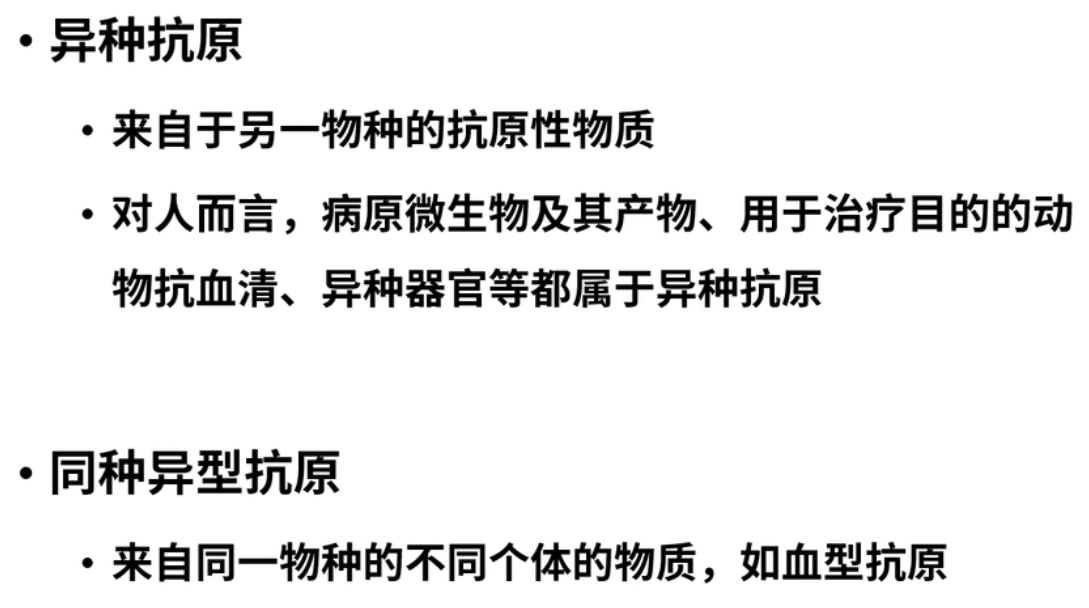 • 异种抗原
• 来自于另一物种的抗原性物质
• 对人而言，病原微生物及其产物、用于治疗目的的动
物抗血清、异种器官等都属于异种抗原
• 同种异型抗原
• 来自同一物种的不同个体的物质，如血型抗原